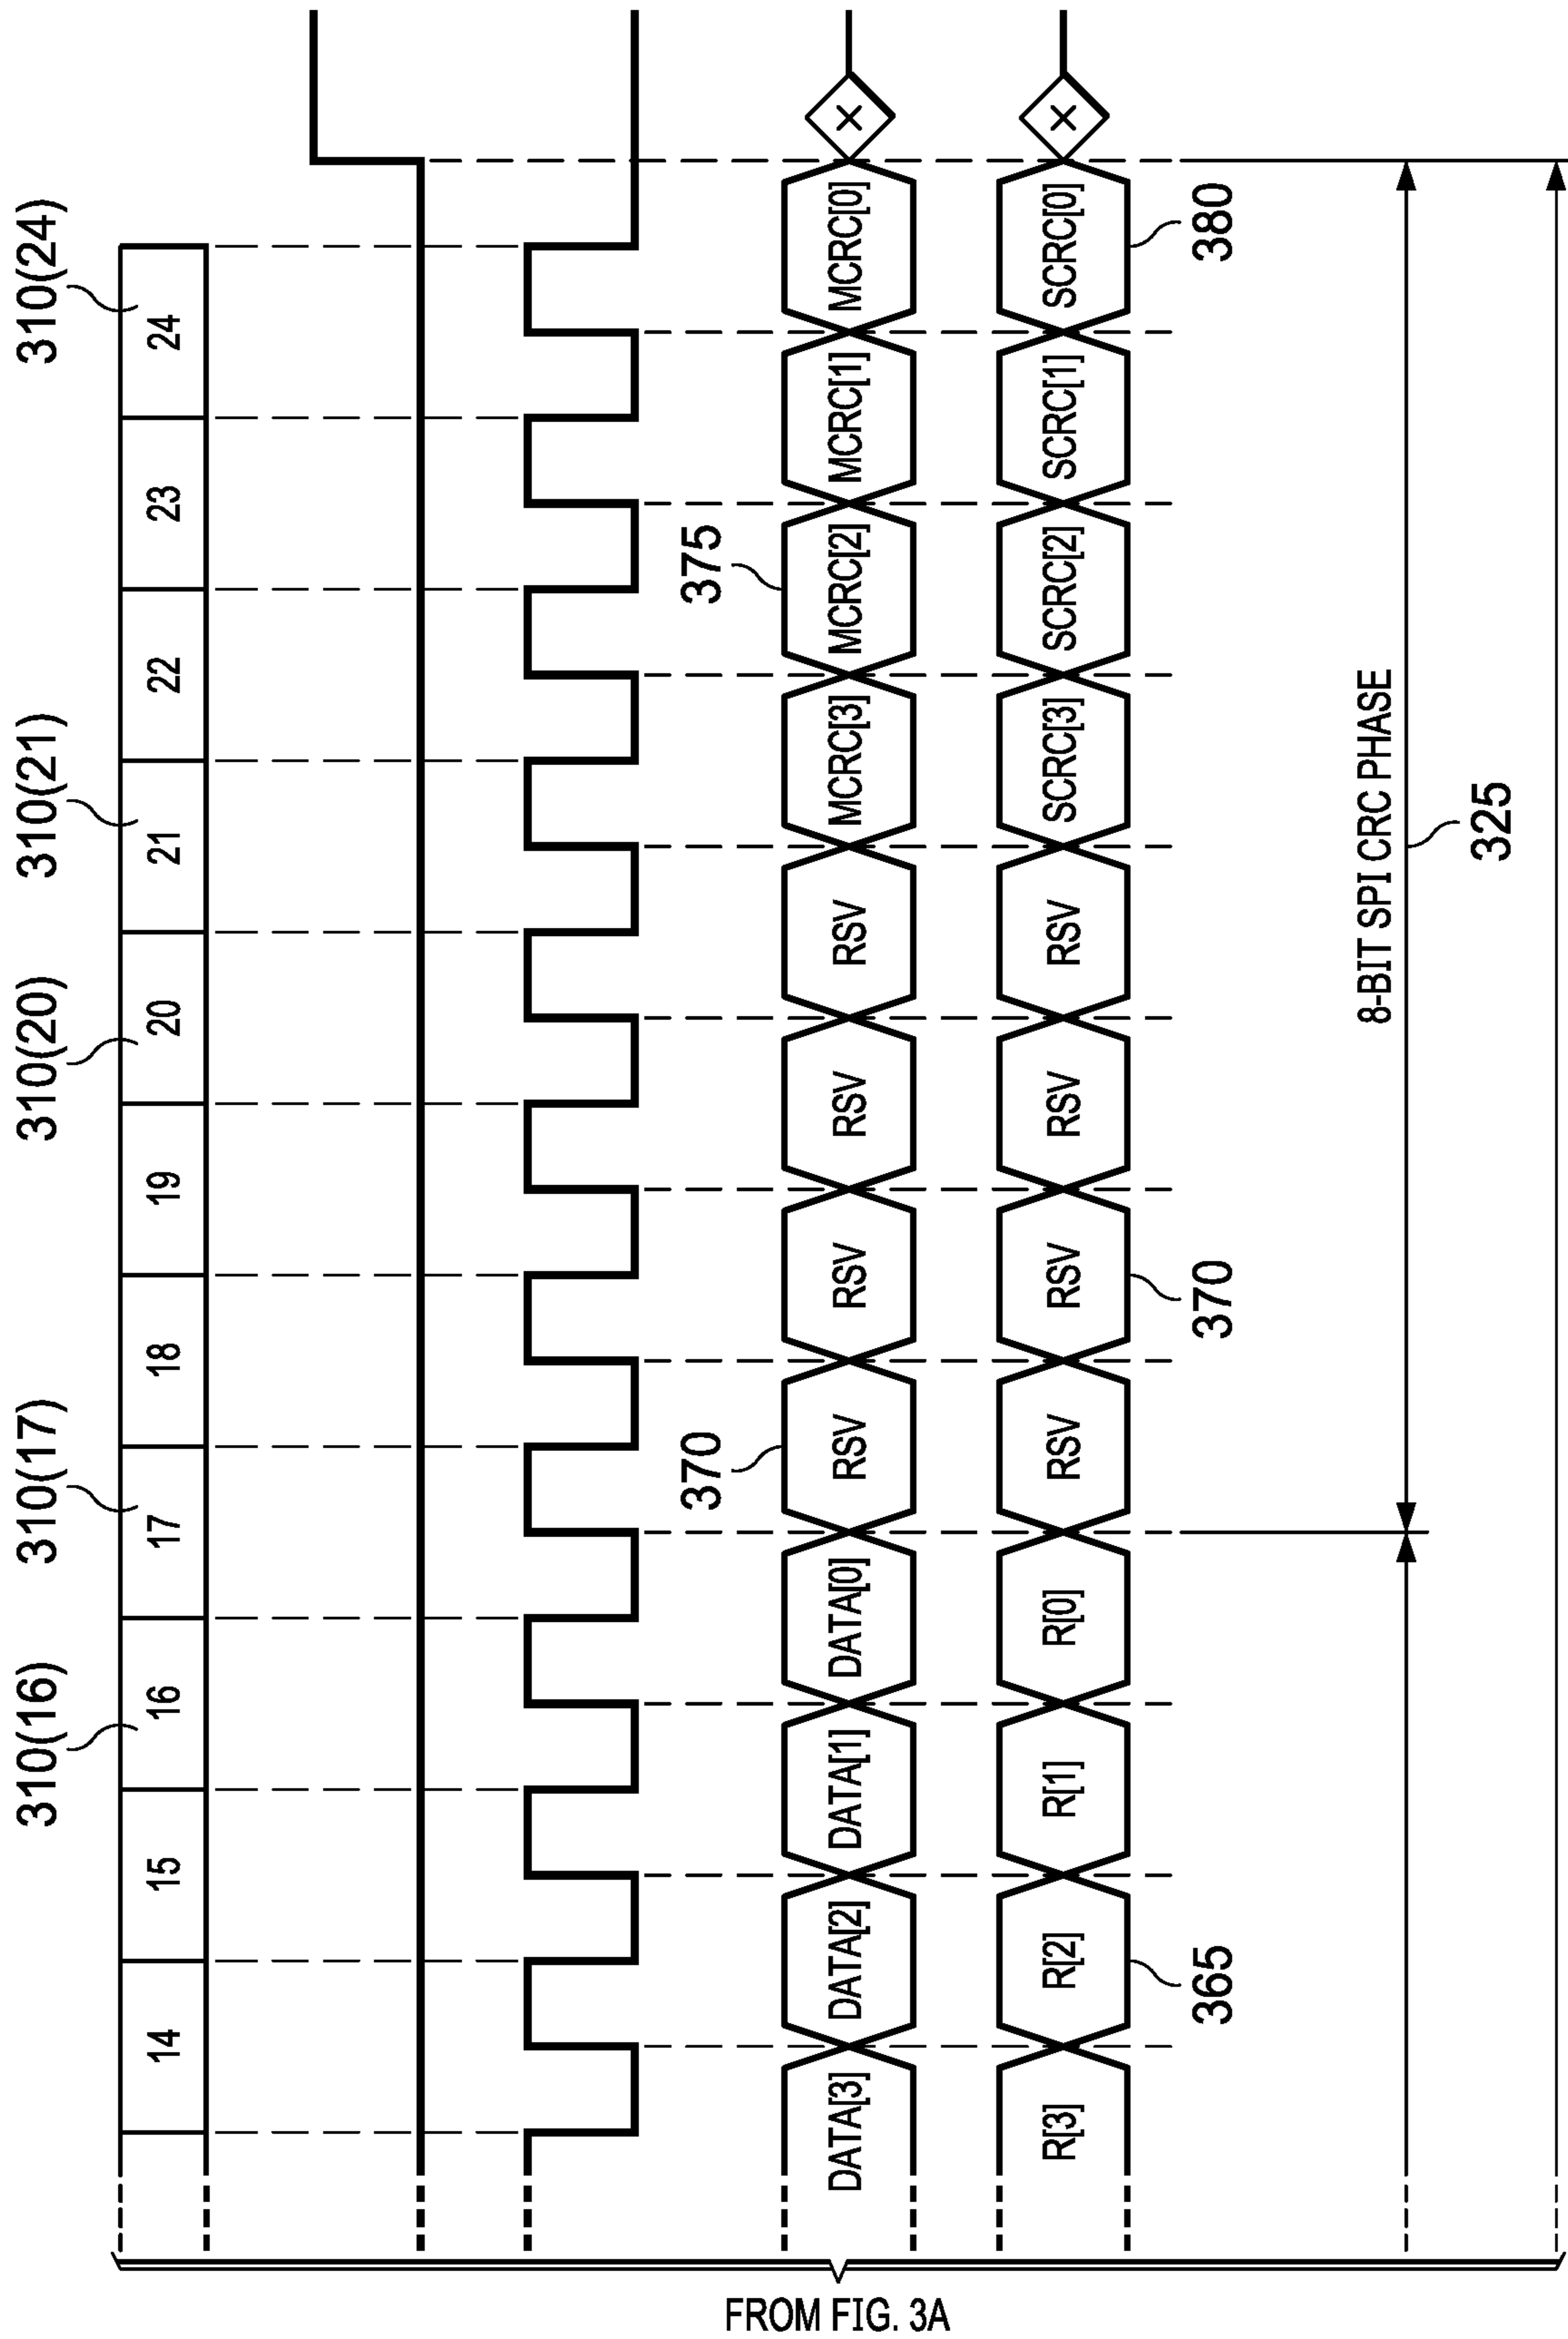 310(16)
310(17)
310(20)
310(21)
310(24)
14
15
16
17
18
19
20
21
22
23
24
370
375
DATA[3]
DATA[2]
DATA[1]
DATA[0]
RSV
RSV
RSV
RSV
MCRC[3]
MCRC[2]
MCRC[1]
MCRC[0]
X
R[3]
R[2]
R[1]
R[0]
RSV
RSV
RSV
RSV
SCRC[3]
SCRC[2]
SCRC[1]
SCRC[0]
X
365
370
380
8-BIT SPI CRC PHASE
325
FROM FIG. 3A